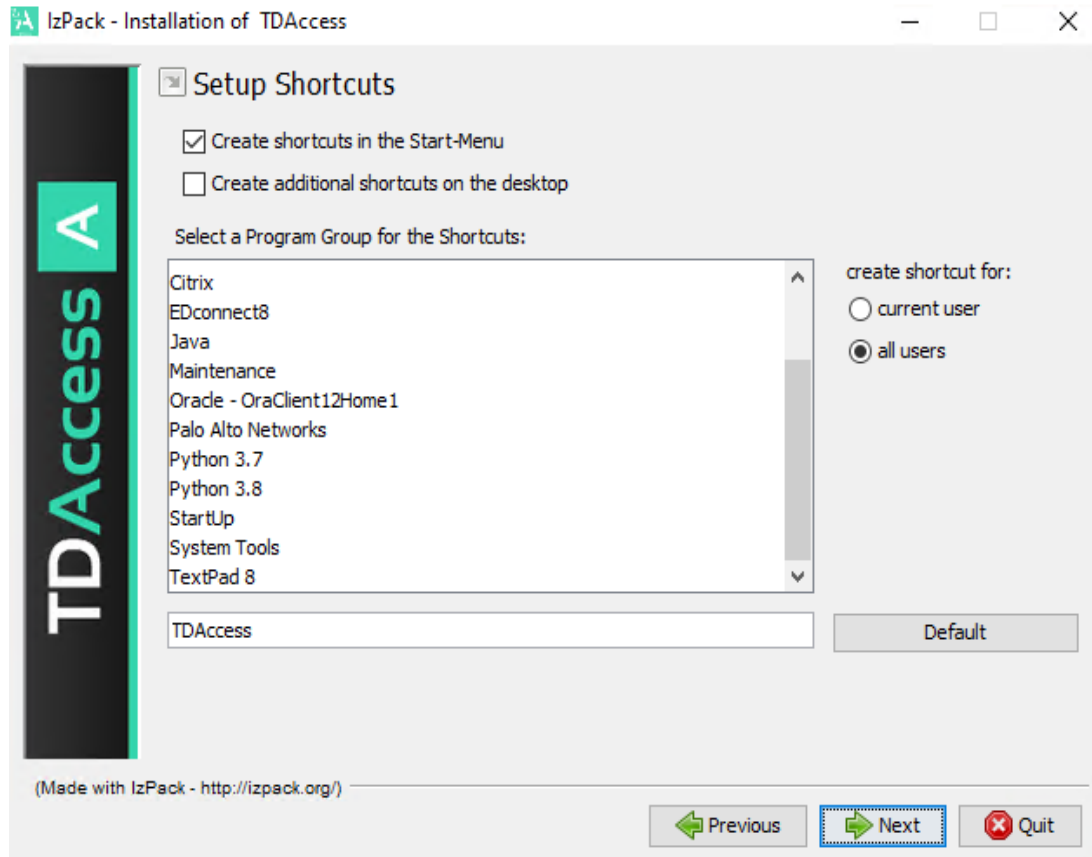 IzPack - Installation of TDAccess
TDAccess A
Setup Shortcuts
Create shortcuts in the Start-Menu
Create additional shortcuts on the desktop
Select a Program Group for the Shortcuts:
Citrix
EDconnect8
Java
Maintenance
Oracle - OraClient12Home1
Palo Alto Networks
Python 3.7
Python 3.8
StartUp
System Tools
TextPad 8
create shortcut for:
current user
all users
TDAccess
Default
(Made with IzPack - http://izpack.org/)
Previous
Next
Quit